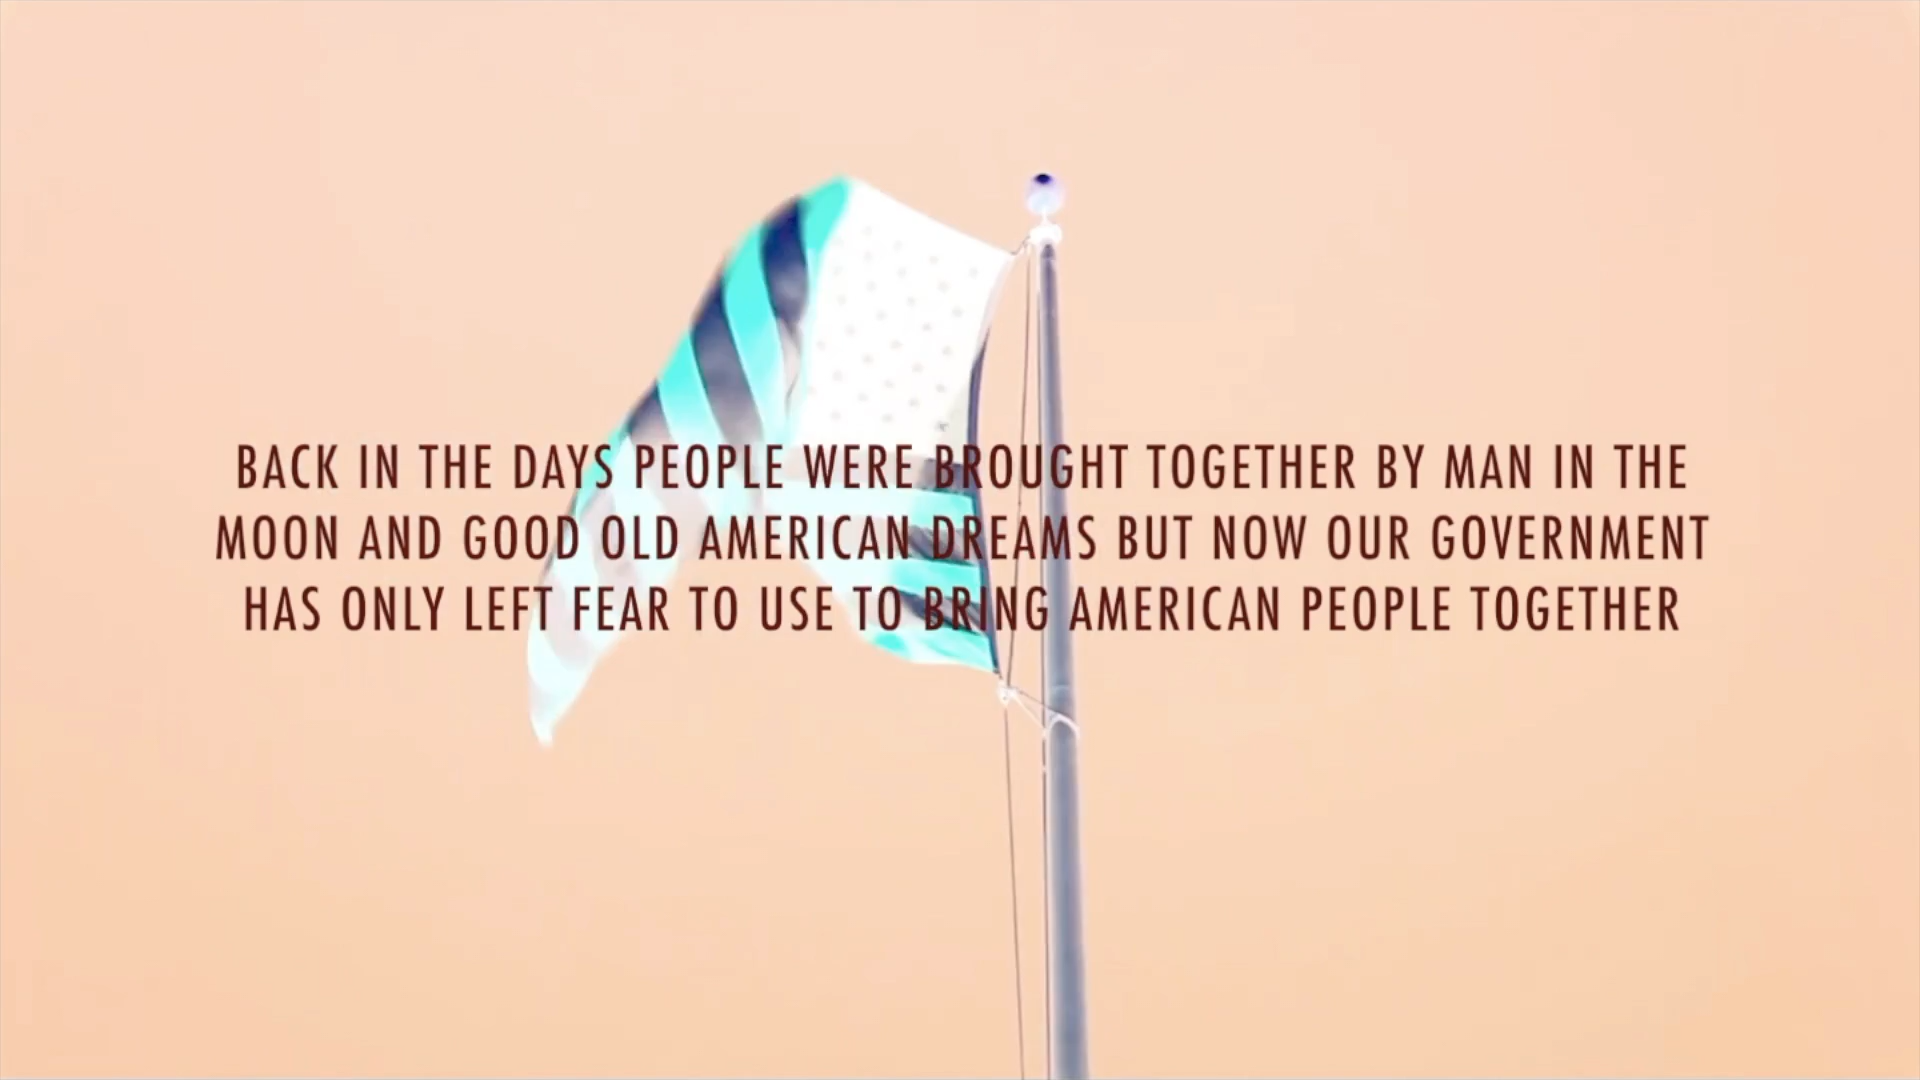 BACK IN THE DAYS PEOPLE WERE BROUGHT TOGETHER BY MAN IN THE
MOON AND GOOD OLD AMERICAN DREAMS BUT NOW OUR GOVERNMENT
HAS ONLY LEFT FEAR TO USE TO BRING AMERICAN PEOPLE TOGETHER